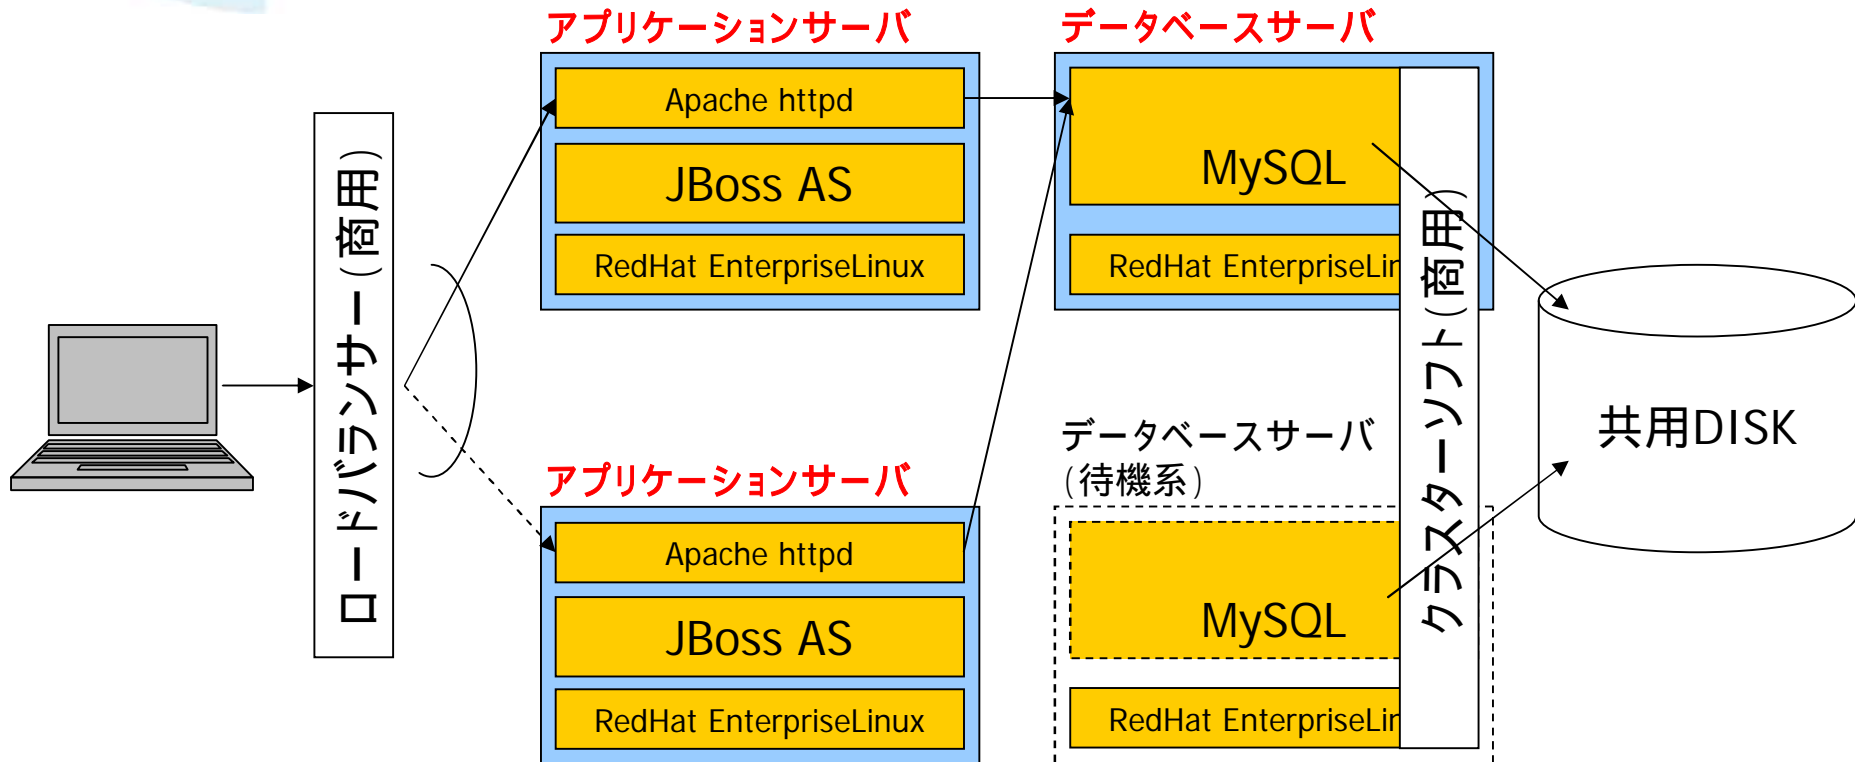 アプリケーションサーバ
Apache httpd
JBoss AS
RedHat EnterpriseLinux
データベースサーバ
MySQL
RedHat EnterpriseLin
ロードバランサー(商用)
アプリケーションサーバ
Apache httpd
JBoss AS
RedHat EnterpriseLinux
データベースサーバ
(待機系)
MySQL
RedHat EnterpriseLin
クラスターソフト(商用)
共用DISK